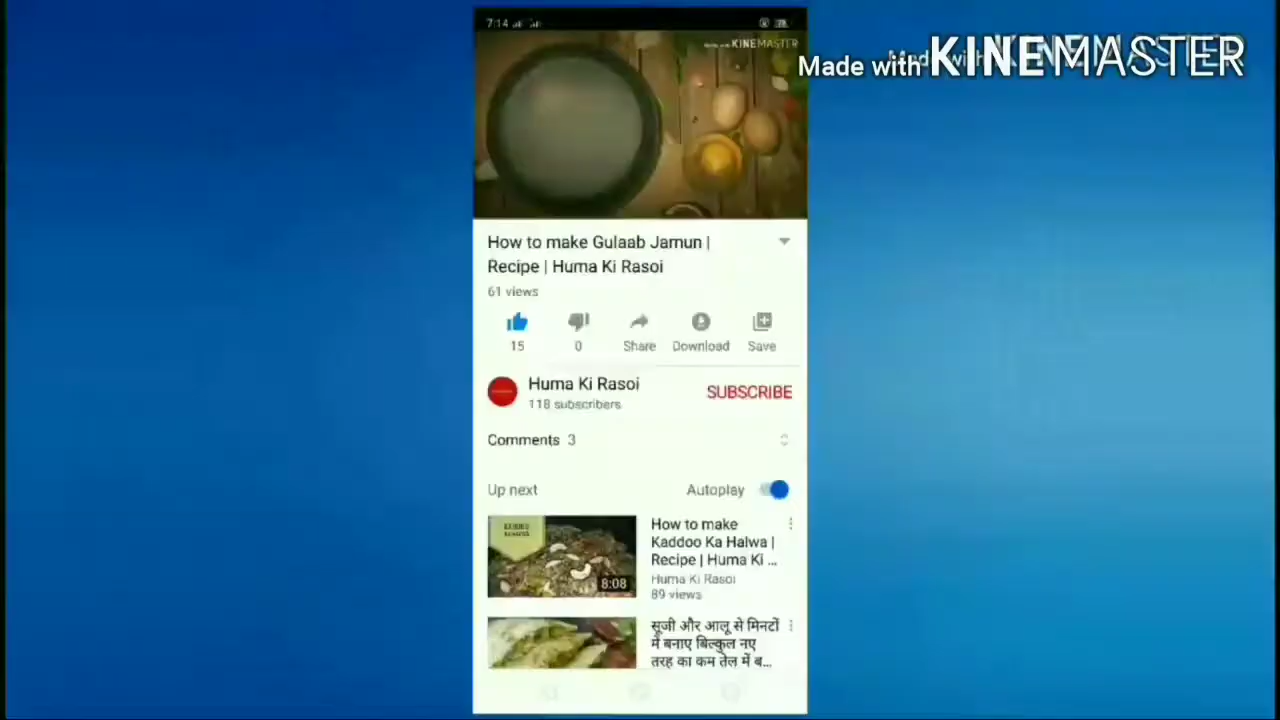 7:14
Made with KINEMASTER
KINEMASTER
How to make Gulaab Jamun |
Recipe | Huma Ki Rasoi
61 views
15
0
Share
Download
Save
Huma Ki Rasoi
118 subscribers
SUBSCRIBE
Comments 3
Up next
Autoplay
How to make
Kaddoo Ka Halwa |
Recipe | Huma Ki ...
Huma Ki Rasoi
89 views
8:08
सूजी और आलू से मिनटों
में बनाए बिल्कुल नए
तरह का कम तेल में ब...